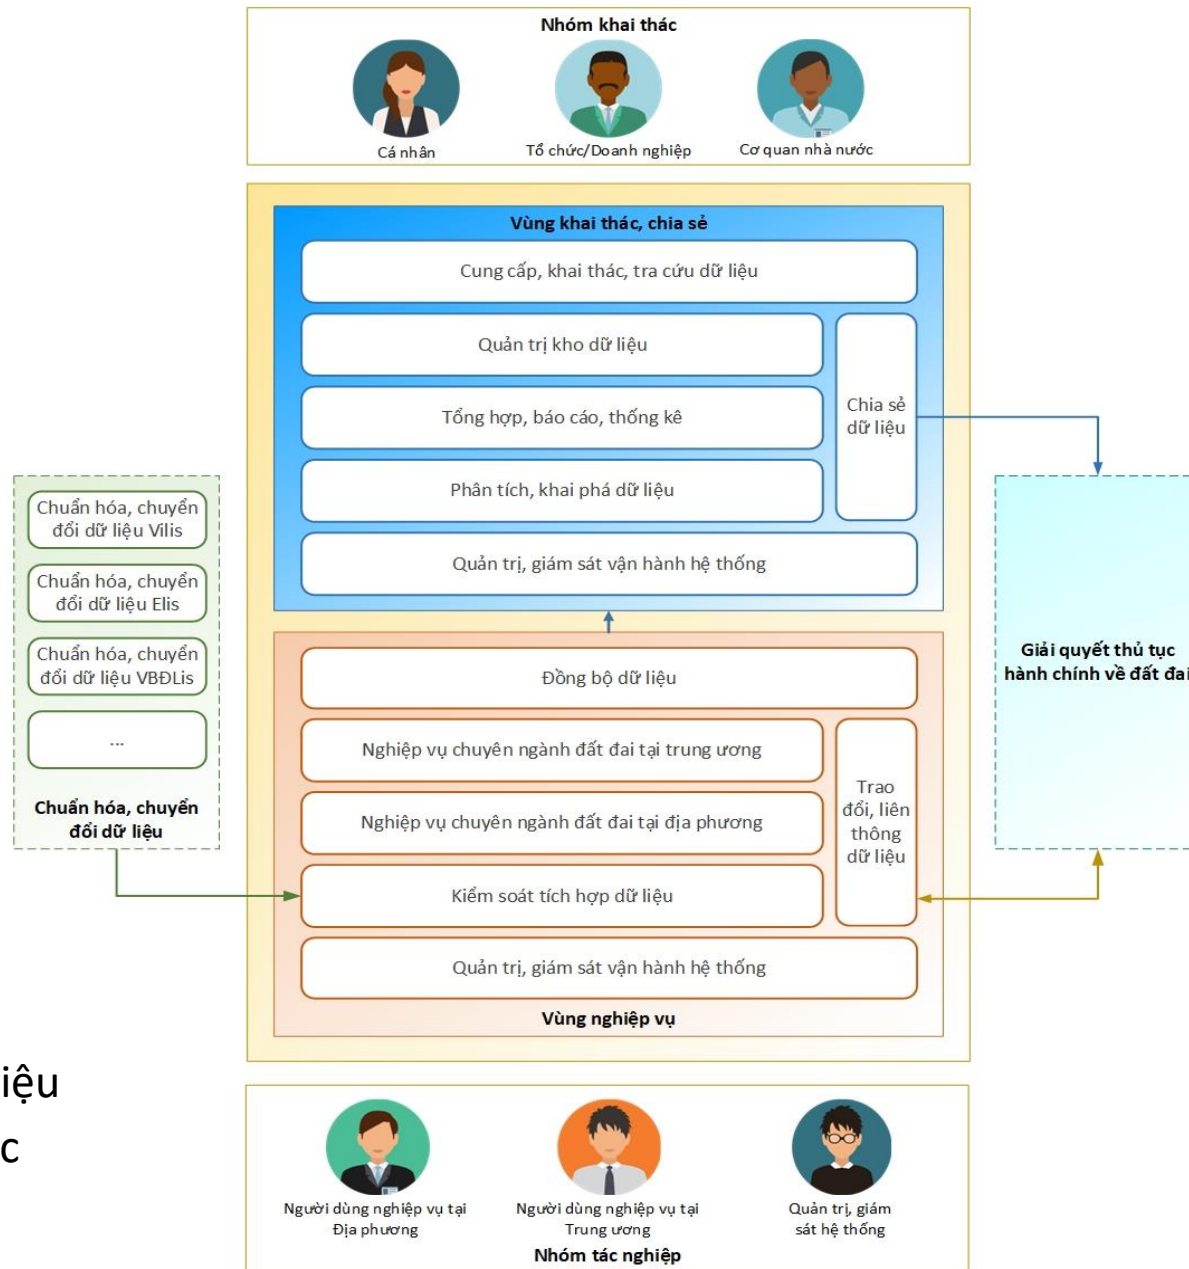 Nhóm khai thác
Cá nhân
Tổ chức/Doanh nghiệp
Cơ quan nhà nước
Vùng khai thác, chia sẻ
Cung cấp, khai thác, tra cứu dữ liệu
Quản trị kho dữ liệu
Tổng hợp, báo cáo, thống kê
Phân tích, khai phá dữ liệu
Chia sẻ
dữ liệu
Quản trị, giám sát vận hành hệ thống
Chuẩn hóa, chuyển
đổi dữ liệu Vilis
Chuẩn hóa, chuyển
đổi dữ liệu Elis
Chuẩn hóa, chuyển
đổi dữ liệu VBĐLis
...
Chuẩn hóa, chuyển
đổi dữ liệu
Giải quyết thủ tục
hành chính về đất đai
Đồng bộ dữ liệu
Nghiệp vụ chuyên ngành đất đai tại trung ương
Nghiệp vụ chuyên ngành đất đai tại địa phương
Kiểm soát tích hợp dữ liệu
Trao
đổi, liên
thông
dữ liệu
Quản trị, giám sát vận hành hệ thống
Vùng nghiệp vụ
iệu
c
Người dùng nghiệp vụ tại
Địa phương
Người dùng nghiệp vụ tại
Trung ương
Quản trị, giám
sát hệ thống
Nhóm tác nghiệp